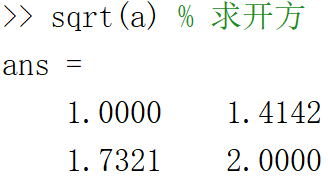 >> sqrt(a) % 求开方
ans =
1.0000 1.4142
1.7321 2.0000